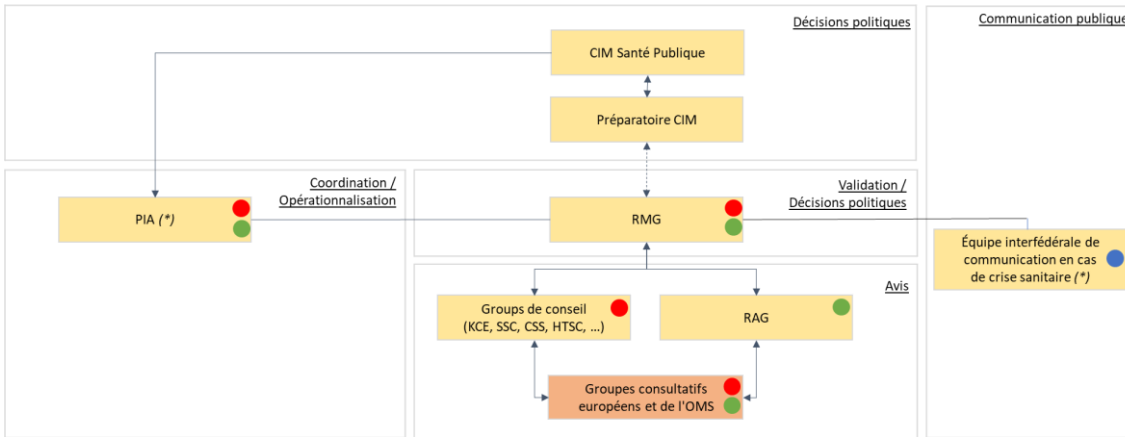 Décisions politiques
Communication publique
CIM Santé Publique
Préparatoire CIM
Coordination /
Opérationnalisation
Validation /
Décisions politiques
PIA (*)
RMG
Équipe interfédérale de
communication en cas
de crise sanitaire (*)
Avis
Groups de conseil
(KCE, SSC, CSS, HTSC, ...)
RAG
Groupes consultatifs
européens et de l'OMS